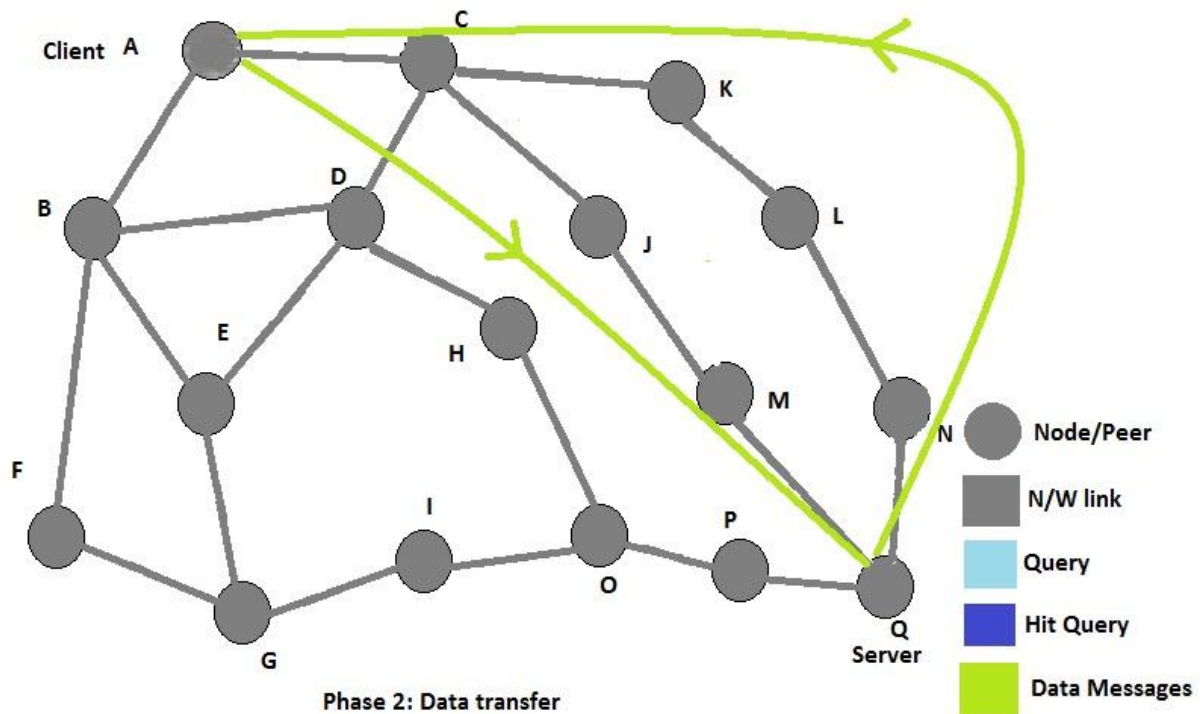 Client A
C
K
B
D
L
J
E
H
M
N
Node/Peer
F
N/W link
I
P
Query
O
Hit Query
Q
G
Server
Data Messages
Phase 2: Data transfer